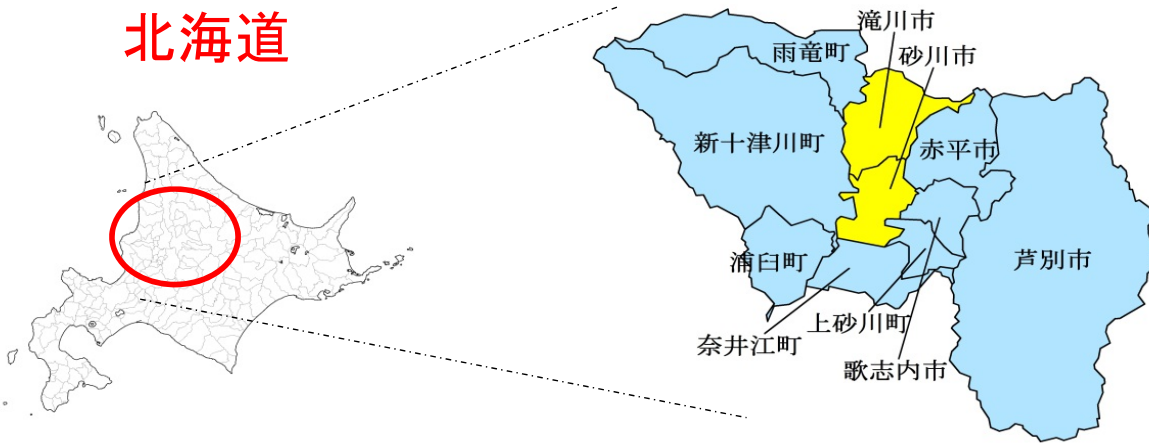 北海道
滝川市
砂川市
雨竜町
新十津川町
赤平市
浦臼町
芦別市
上砂川町
奈井江町
歌志内市